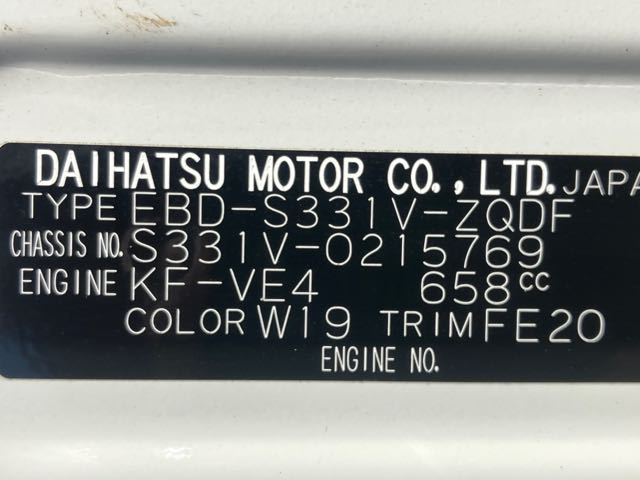 DAIHATSU MOTOR CO., LTD. JAPA
TYPE EBD-S331V-ZQDF
CHASSIS NO. S331V-0215769
ENGINE KF-VE4 658cc
COLOR W19 TRIM FE20
ENGINE NO.